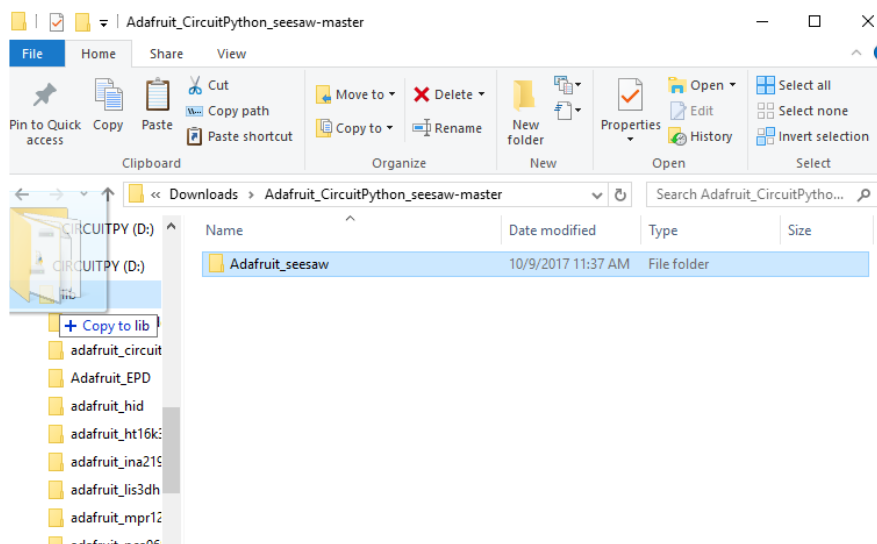 Adafruit_CircuitPython_seesaw-master
File Home Share View
Pin to Quick access
Copy
Paste
Cut
Copy path
Paste shortcut
Clipboard
Move to
Copy to
Delete
Rename
Organize
New folder
New
Properties
Open
Edit
History
Open
Select all
Select none
Invert selection
Select
« Downloads > Adafruit_CircuitPython_seesaw-master
Search Adafruit_CircuitPytho...
CIRCUITPY (D:)
CIRCUITPY (D:)
lib
+ Copy to lib
adafruit_circuit
Adafruit_EPD
adafruit_hid
adafruit_ht16k3
adafruit_ina219
adafruit_lis3dh
adafruit_mpr12
Name Date modified Type Size
Adafruit_seesaw 10/9/2017 11:37 AM File folder